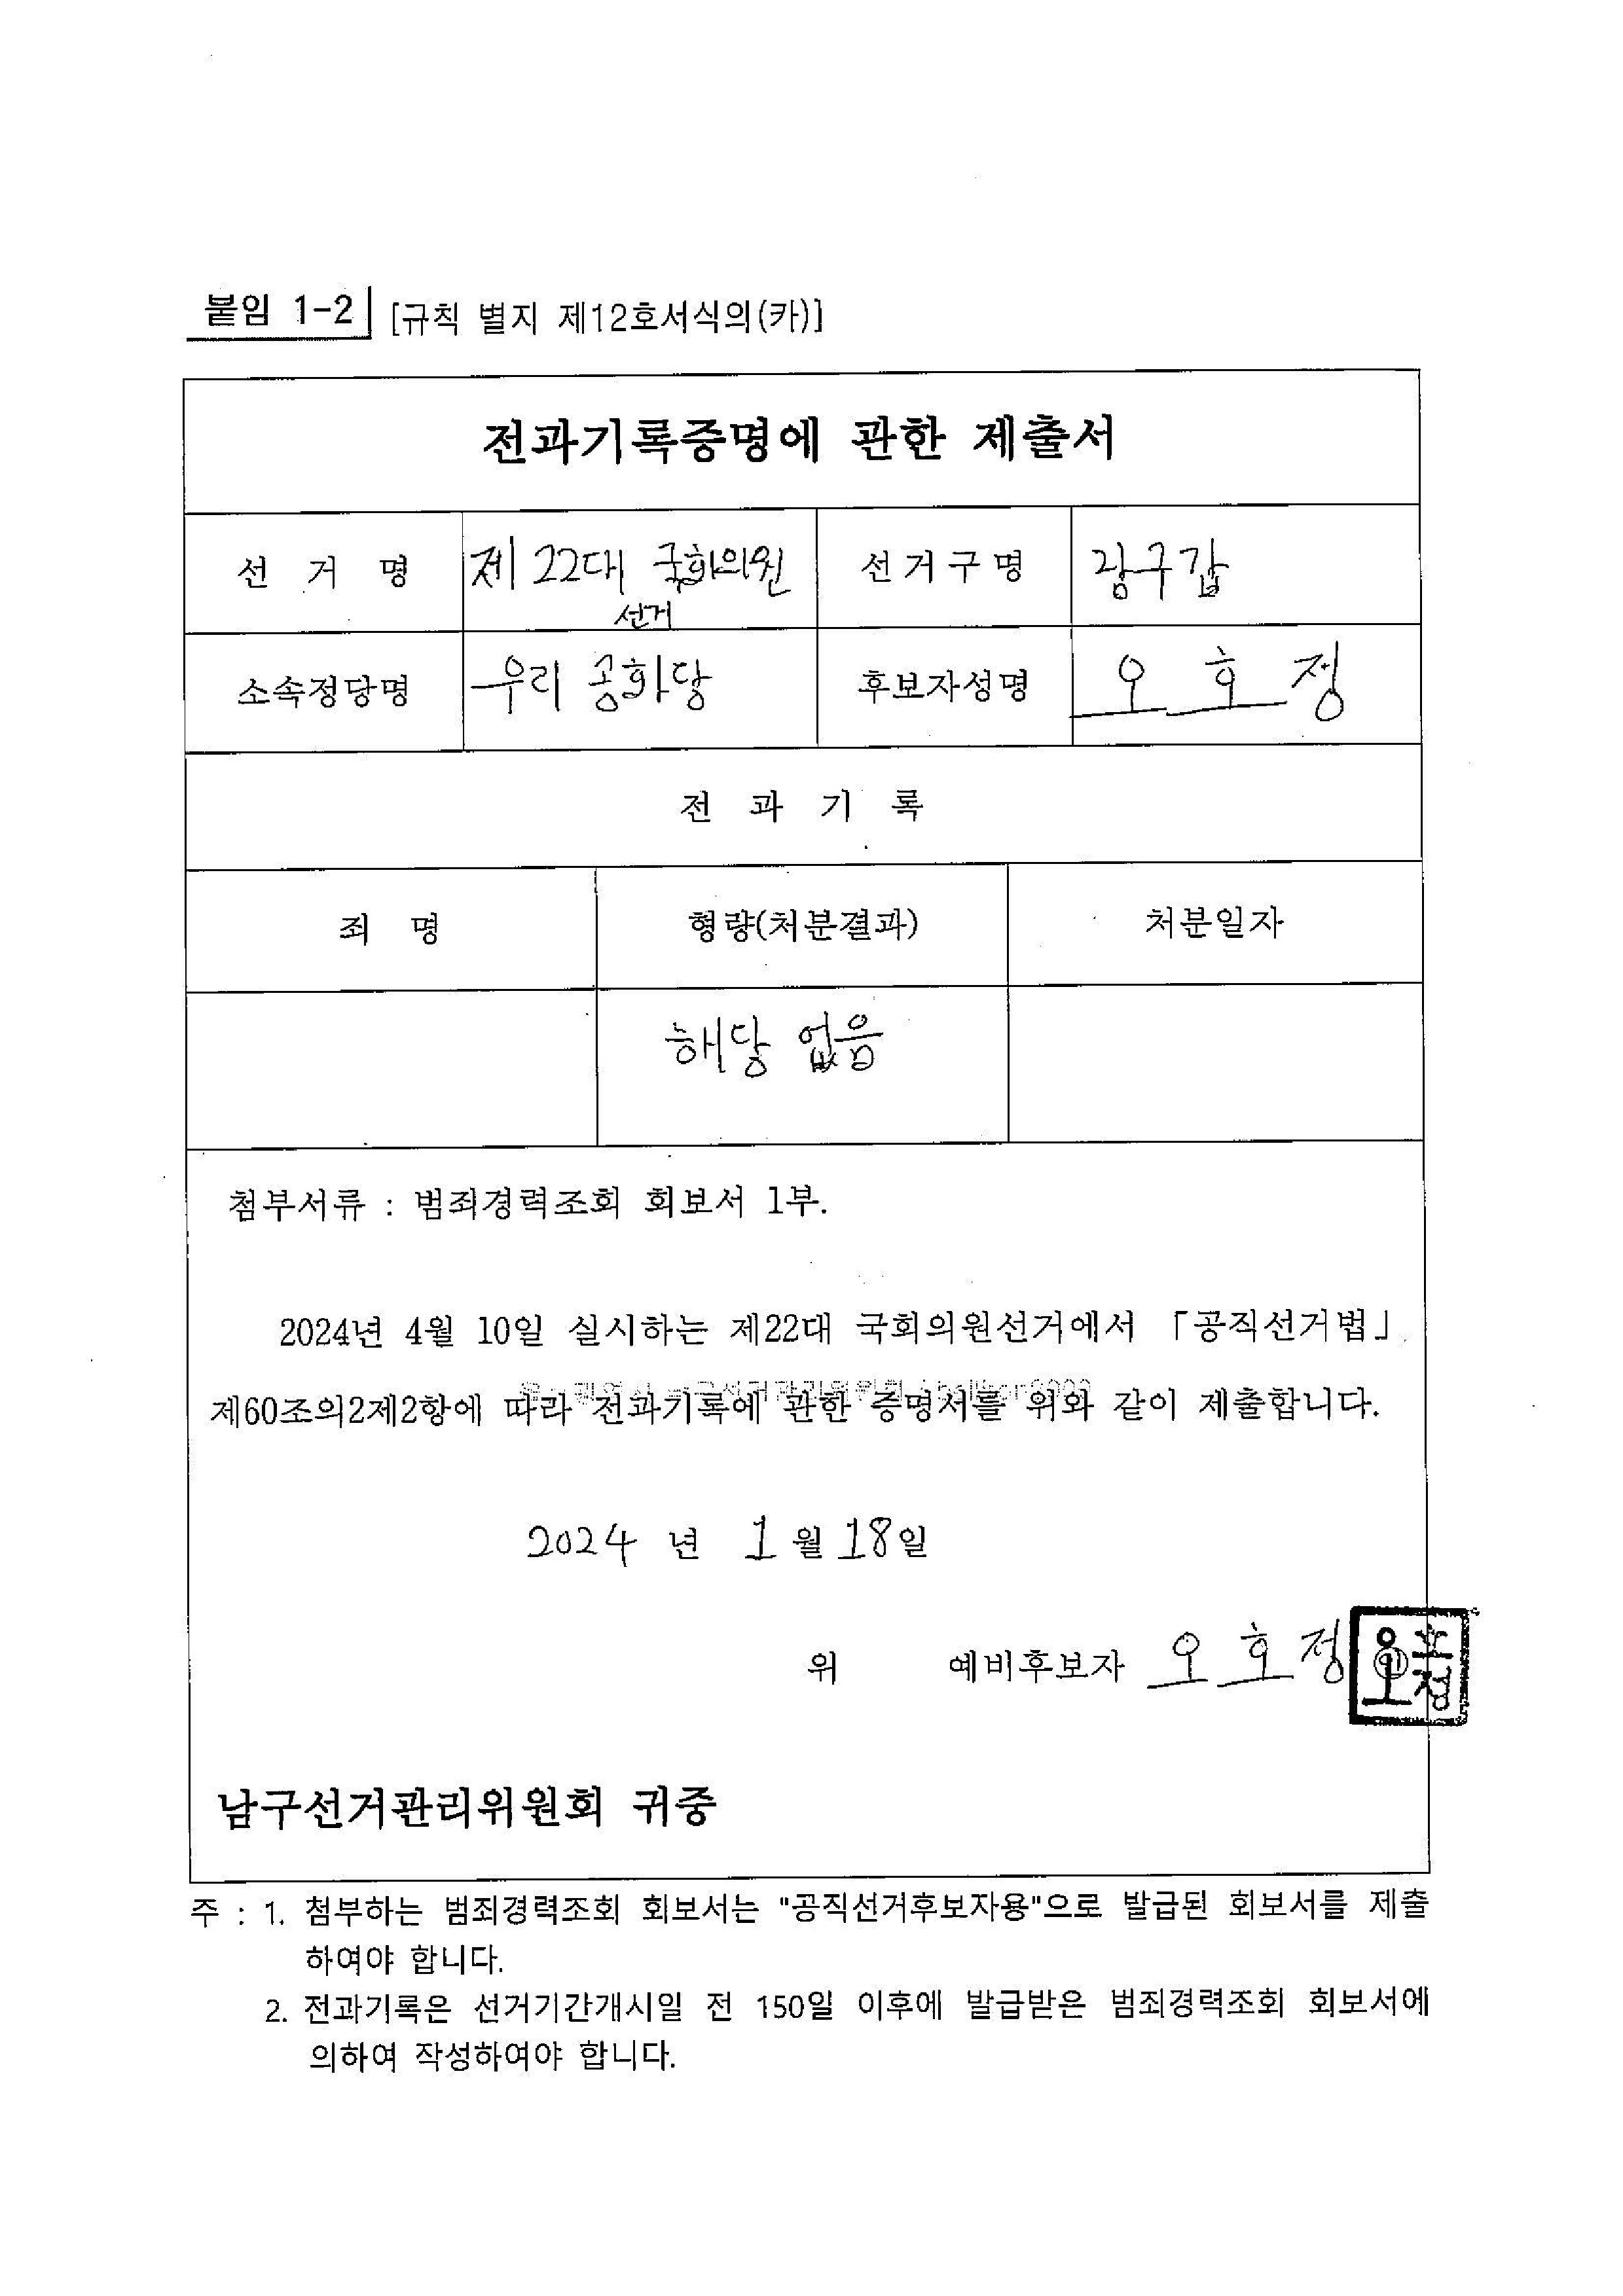 붙임 1-2 [규칙 별지 제12호서식의(카)]
전과기록증명에 관한 제출서
선 거 명 제 22대 국회의원 선거 선거구명 남구갑
소속정당명 우리 공화당 후보자성명 오 호 정
전 과 기 록
죄 명 형량(처분결과) 처분일자
해당 없음
첨부서류 : 범죄경력조회 회보서 1부.
2024년 4월 10일 실시하는 제22대 국회의원선거에서 「공직선거법」
제60조의2제2항에 따라 전과기록에 관한 증명서를 위와 같이 제출합니다.
2024 년 1 월 18일
위 예비후보자 오 호 정
남구선거관리위원회 귀중
주 : 1. 첨부하는 범죄경력조회 회보서는 "공직선거후보자용"으로 발급된 회보서를 제출
하여야 합니다.
2. 전과기록은 선거기간개시일 전 150일 이후에 발급받은 범죄경력조회 회보서에
의하여 작성하여야 합니다.